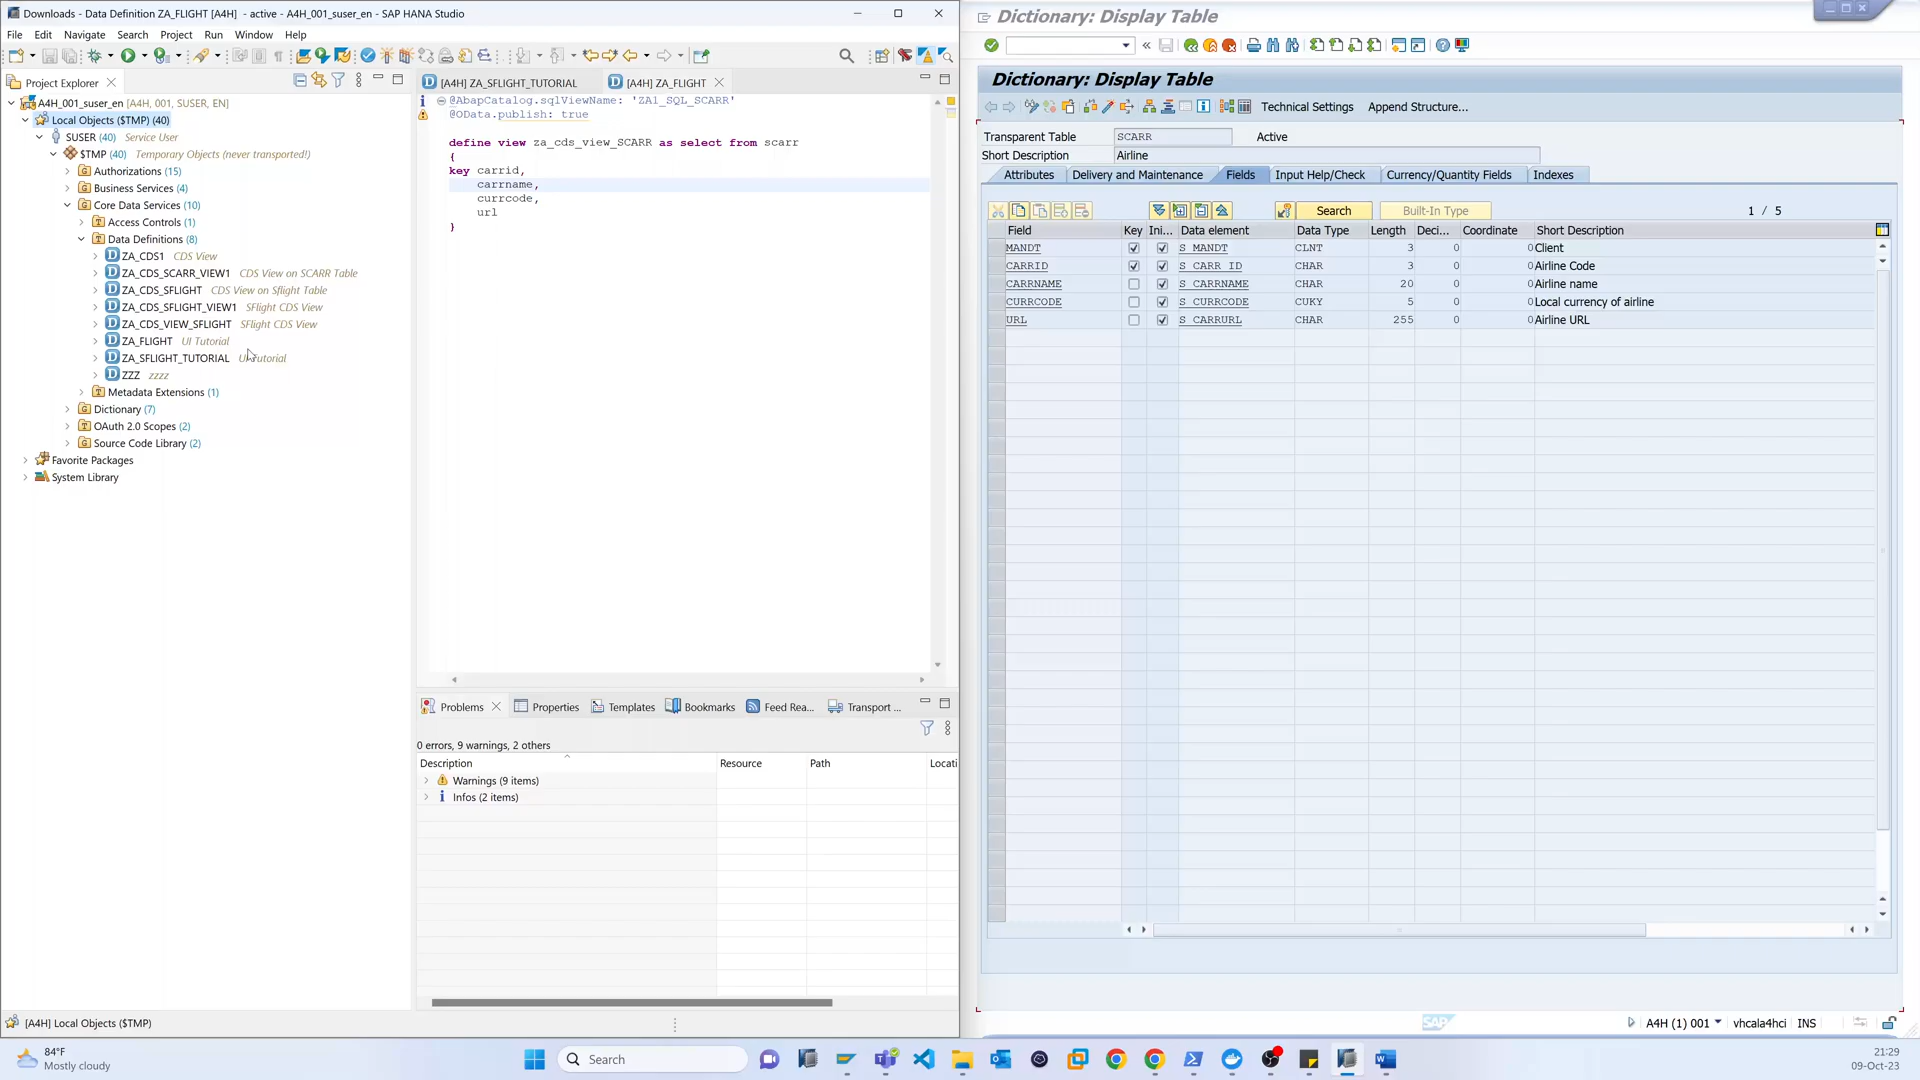 Downloads - Data Definition ZA_FLIGHT [A4H] - active - A4H_001_suser_en - SAP HANA Studio
File Edit Navigate Search Project Run Window Help
Project Explorer
A4H_001_suser_en [A4H, 001, SUSER, EN]
Local Objects ($TMP) (40)
SUSER (40) Service User
$TMP (40) Temporary Objects (never transported!)
Authorizations (15)
Business Services (4)
Core Data Services (10)
Access Controls (1)
Data Definitions (8)
ZA_CDS1 CDS View
ZA_CDS_SCARR_VIEW1 CDS View on SCARR Table
ZA_CDS_SFLIGHT CDS View on Sflight Table
ZA_CDS_SFLIGHT_VIEW1 SFlight CDS View
ZA_CDS_VIEW_SFLIGHT SFlight CDS View
ZA_FLIGHT UI Tutorial
ZA_SFLIGHT_TUTORIAL UI Tutorial
ZZZ zzzz
Metadata Extensions (1)
Dictionary (7)
OAuth 2.0 Scopes (2)
Source Code Library (2)
Favorite Packages
System Library
[A4H] ZA_SFLIGHT_TUTORIAL
[A4H] ZA_FLIGHT
@AbapCatalog.sqlViewName: 'ZA1_SQL_SCARR'
@OData.publish: true
define view za_cds_view_SCARR as select from scarr
{
key carrid,
carrname,
currcode,
url
}
Problems Properties Templates Bookmarks Feed Rea... Transport ...
0 errors, 9 warnings, 2 others
Description Resource Path Locati
Warnings (9 items)
Infos (2 items)
[A4H] Local Objects ($TMP)
Dictionary: Display Table
Dictionary: Display Table
Technical Settings Append Structure...
Transparent Table SCARR Active
Short Description Airline
Attributes Delivery and Maintenance Fields Input Help/Check Currency/Quantity Fields Indexes
Search Built-In Type 1 / 5
Field Key Ini... Data element Data Type Length Deci... Coordinate Short Description
MANDT S_MANDT CLNT 3 0 0 Client
CARRID S_CARR_ID CHAR 3 0 0 Airline Code
CARRNAME S_CARRNAME CHAR 20 0 0 Airline name
CURRCODE S_CURRCODE CUKY 5 0 0 Local currency of airline
URL S_CARRURL CHAR 255 0 0 Airline URL
SAP
A4H (1) 001 vhcala4hci INS
84°F
Mostly cloudy
Search
21:29
09-Oct-23